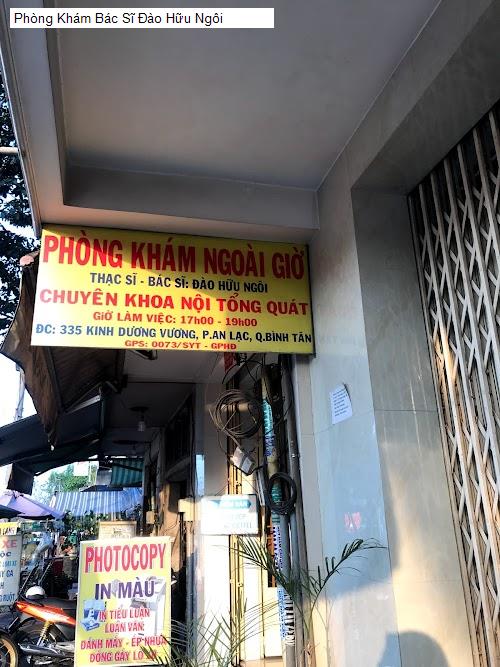 Phòng Khám Bác Sĩ Đào Hữu Ngôi
PHÒNG KHÁM NGOÀI GIỜ
THẠC SĨ - BÁC SĨ: ĐÀO HỮU NGÔI
CHUYÊN KHOA NỘI TỔNG QUÁT
GIỜ LÀM VIỆC: 17h00 - 19h00
ĐC: 335 KINH DƯƠNG VƯƠNG, P.AN LẠC, Q.BÌNH TÂN
GPS: 0073/SYT - GPHĐ
PHOTOCOPY
IN MÀU
IN TIỂU LUẬN
LUẬN VĂN
ĐÁNH MÁY - ÉP NHỰA
ĐÓNG GÁY LÒ
XE